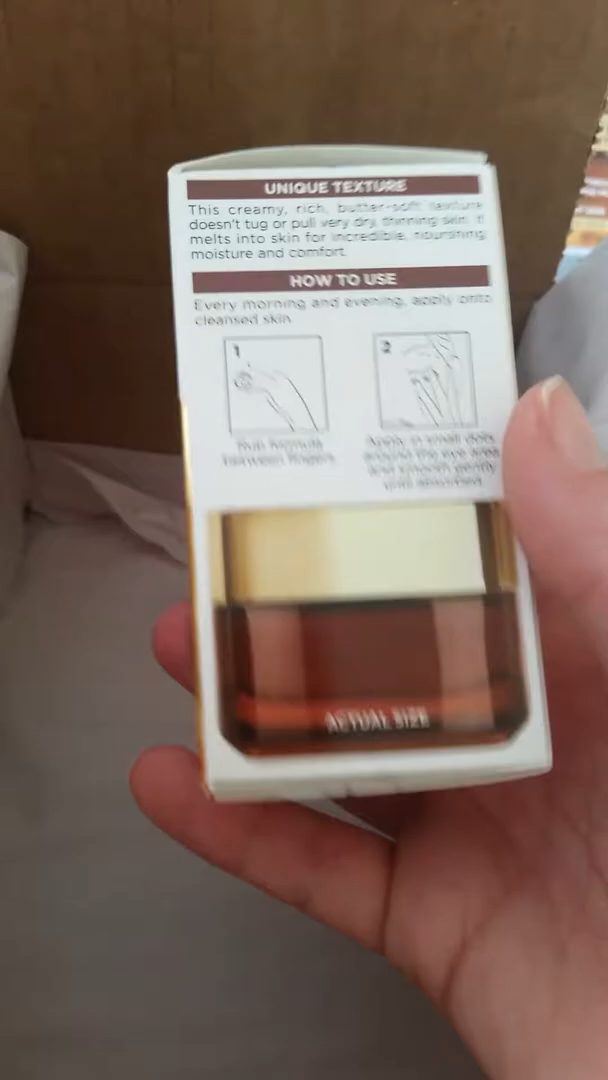 UNIQUE TEXTURE
This creamy, rich, butter-soft texture
doesn't tug or pull very dry, thinning skin. It
melts into skin for incredible, nourishing
moisture and comfort.
HOW TO USE
Every morning and evening, apply onto
cleansed skin.
1
2
Rub formula
between fingers.
Apply in small dots
around the eye area
and smooth gently
until absorbed.
ACTUAL SIZE